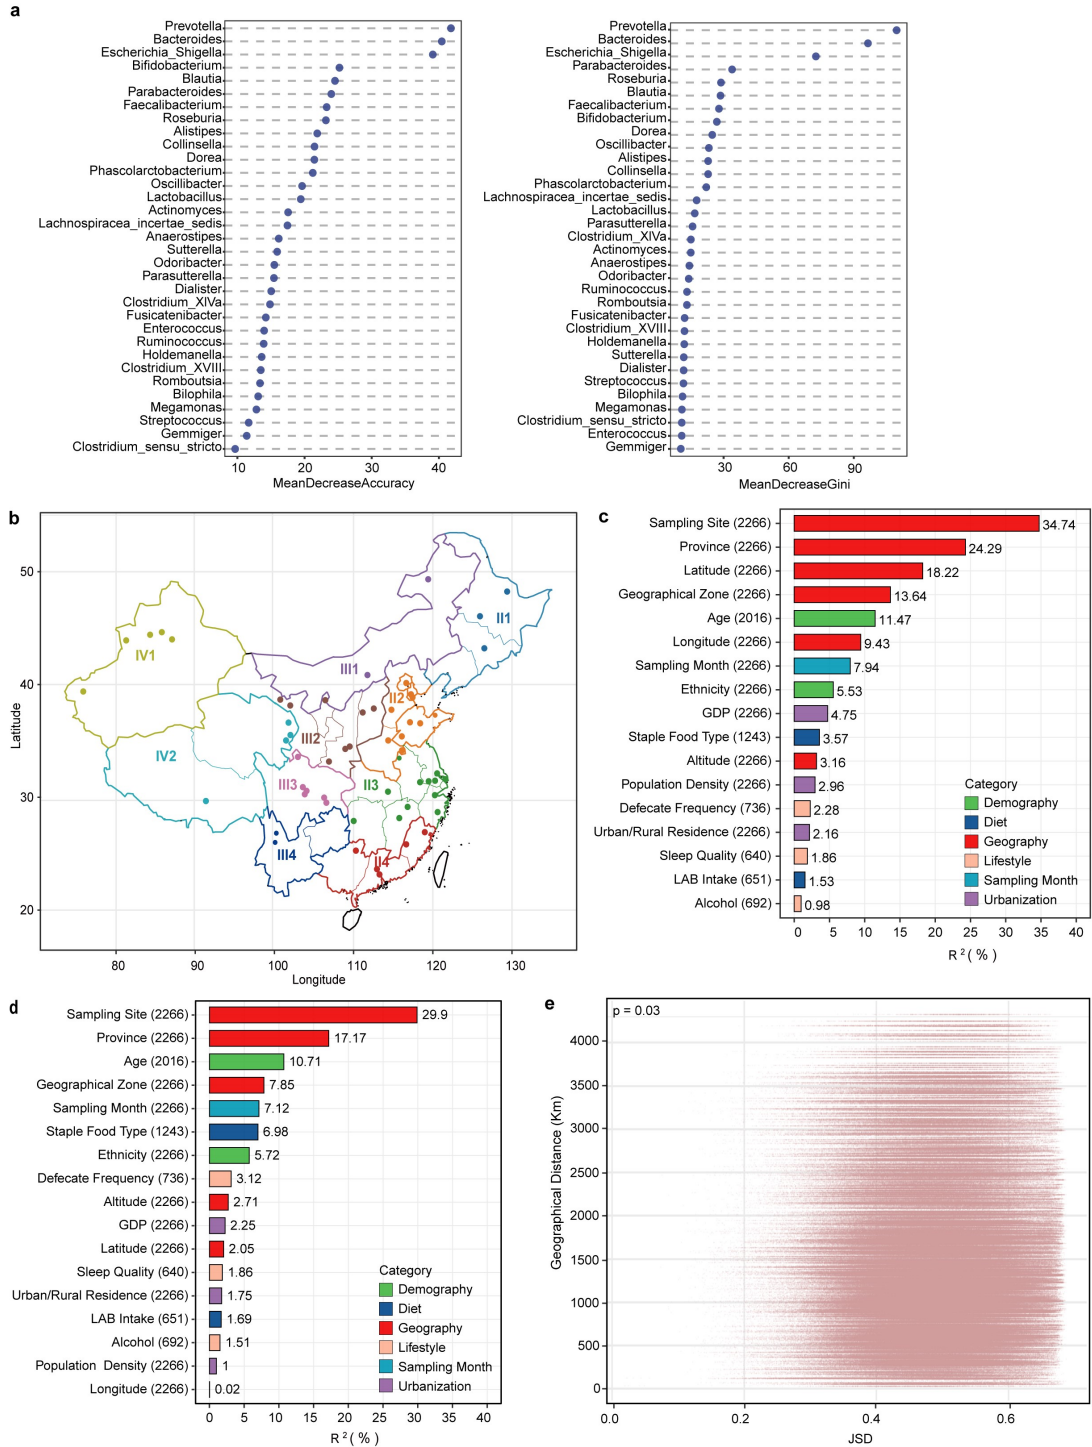 a
Prevotella
Bacteroides
Escherichia_Shigella
Bifidobacterium
Blautia
Parabacteroides
Faecalibacterium
Roseburia
Alistipes
Collinsella
Dorea
Phascolarctobacterium
Oscillibacter
Lactobacillus
Actinomyces
Lachnospiracea_incertae_sedis
Anaerostipes
Sutterella
Odoribacter
Parasutterella
Dialister
Clostridium_XIVa
Fusicatenibacter
Enterococcus
Ruminococcus
Holdemanella
Clostridium_XVIII
Romboutsia
Bilophila
Megamonas
Streptococcus
Gemmiger
Clostridium_sensu_stricto
10 20 30 40
MeanDecreaseAccuracy
Prevotella
Bacteroides
Escherichia_Shigella
Parabacteroides
Roseburia
Blautia
Faecalibacterium
Bifidobacterium
Dorea
Oscillibacter
Alistipes
Collinsella
Phascolarctobacterium
Lachnospiracea_incertae_sedis
Lactobacillus
Parasutterella
Clostridium_XIVa
Actinomyces
Anaerostipes
Odoribacter
Ruminococcus
Romboutsia
Fusicatenibacter
Clostridium_XVIII
Holdemanella
Sutterella
Dialister
Streptococcus
Bilophila
Megamonas
Clostridium_sensu_stricto
Enterococcus
Gemmiger
30 60 90
MeanDecreaseGini
b
Latitude
50
40
30
20
II1
IV1
III1
II2
III2
IV2
III3
II3
III4
II4
80 90 100 110 120 130
Longitude
c
Sampling Site (2266) 34.74
Province (2266) 24.29
Latitude (2266) 18.22
Geographical Zone (2266) 13.64
Age (2016) 11.47
Longitude (2266) 9.43
Sampling Month (2266) 7.94
Ethnicity (2266) 5.53
GDP (2266) 4.75
Staple Food Type (1243) 3.57
Altitude (2266) 3.16
Population Density (2266) 2.96
Defecate Frequency (736) 2.28
Urban/Rural Residence (2266) 2.16
Sleep Quality (640) 1.86
LAB Intake (651) 1.53
Alcohol (692) 0.98
Category
Demography
Diet
Geography
Lifestyle
Sampling Month
Urbanization
0 5 10 15 20 25 30 35 40
R² ( % )
d
Sampling Site (2266) 29.9
Province (2266) 17.17
Age (2016) 10.71
Geographical Zone (2266) 7.85
Sampling Month (2266) 7.12
Staple Food Type (1243) 6.98
Ethnicity (2266) 5.72
Defecate Frequency (736) 3.12
Altitude (2266) 2.71
GDP (2266) 2.25
Latitude (2266) 2.05
Sleep Quality (640) 1.86
Urban/Rural Residence (2266) 1.75
LAB Intake (651) 1.69
Alcohol (692) 1.51
Population Density (2266) 1
Longitude (2266) 0.02
Category
Demography
Diet
Geography
Lifestyle
Sampling Month
Urbanization
0 5 10 15 20 25 30 35 40
R² ( % )
e
p = 0.03
Geographical Distance (Km)
4000
3500
3000
2500
2000
1500
1000
500
0
0.0 0.2 0.4 0.6
JSD